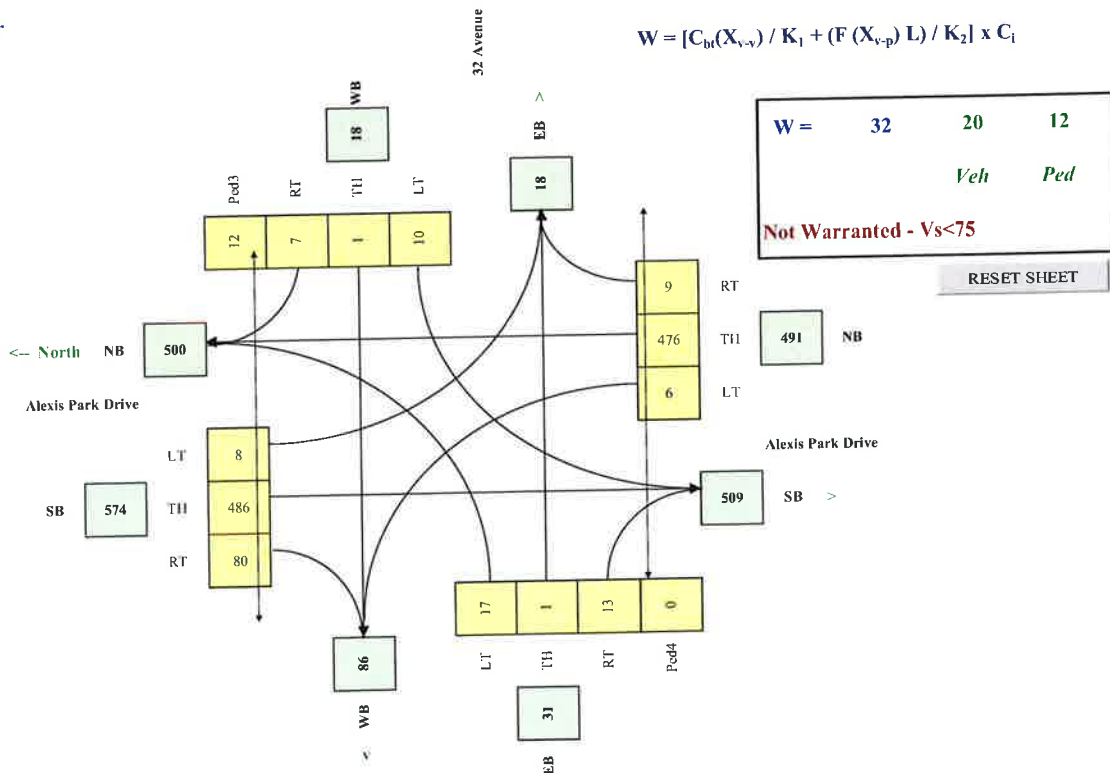 W = [Cbt(Xv-v) / K1 + (F (Xv-p) L) / K2] x Ci
32 Avenue
W = 32 20 12
Veh Ped
Not Warranted - Vs<75
RESET SHEET
WB
18
Ped3 RT TH LT
12 7 1 10
^
EB
18
9 RT
476 TH
6 LT
491 NB
<-- North NB 500
Alexis Park Drive
Alexis Park Drive
LT 8
SB 574 TH 486
RT 80
509 SB >
17 1 13 0
LT TH RT Ped4
86
WB
v
31
EB